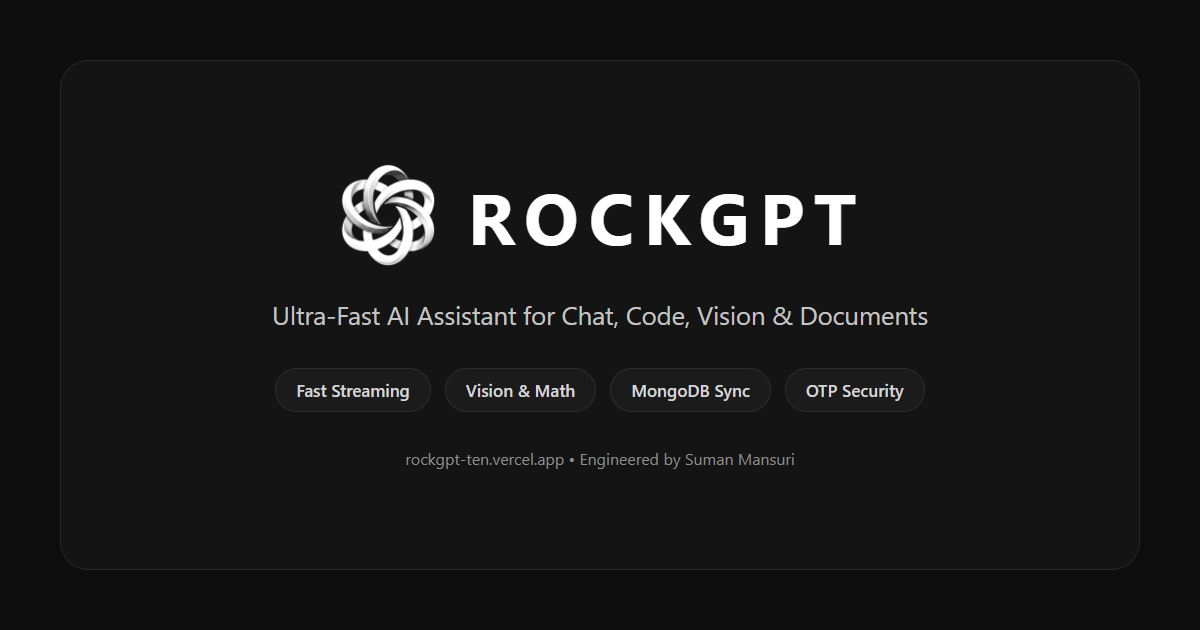 ROCKGPT
Ultra-Fast AI Assistant for Chat, Code, Vision & Documents
Fast Streaming
Vision & Math
MongoDB Sync
OTP Security
rockgpt-ten.vercel.app • Engineered by Suman Mansuri